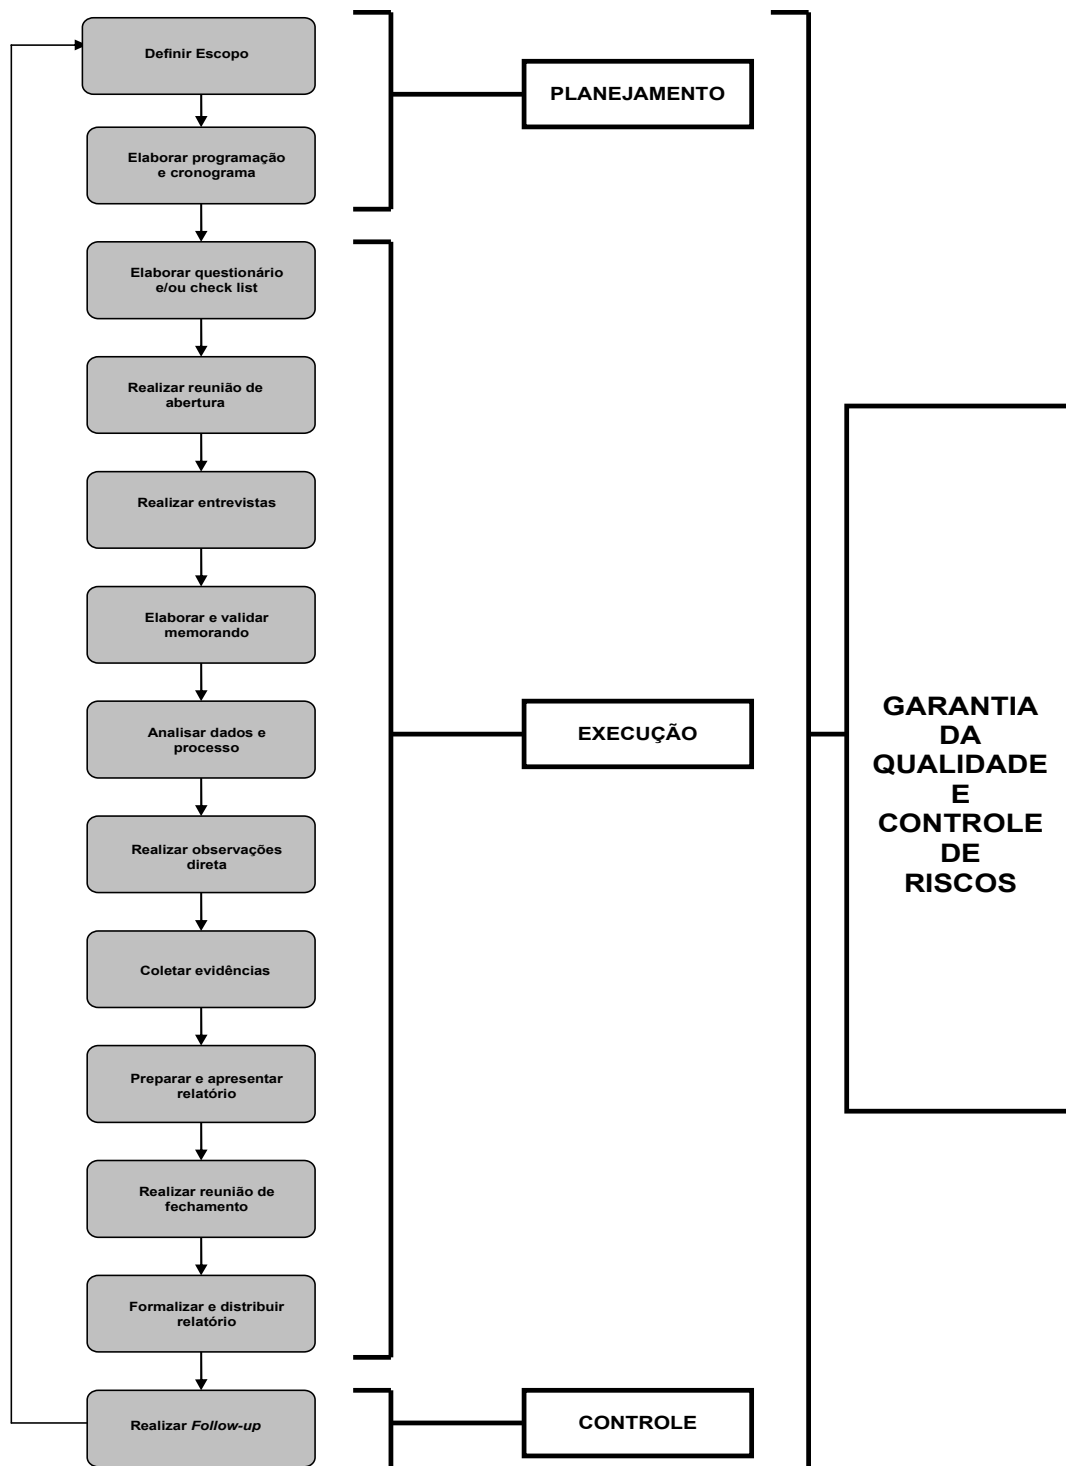 Definir Escopo
PLANEJAMENTO
Elaborar programação
e cronograma
Elaborar questionário
e/ou check list
Realizar reunião de
abertura
Realizar entrevistas
Elaborar e validar
memorando
Analisar dados e
processo
EXECUÇÃO
Realizar observações
direta
Coletar evidências
Preparar e apresentar
relatório
Realizar reunião de
fechamento
Formalizar e distribuir
relatório
Realizar Follow-up
CONTROLE
GARANTIA
DA
QUALIDADE
E
CONTROLE
DE
RISCOS